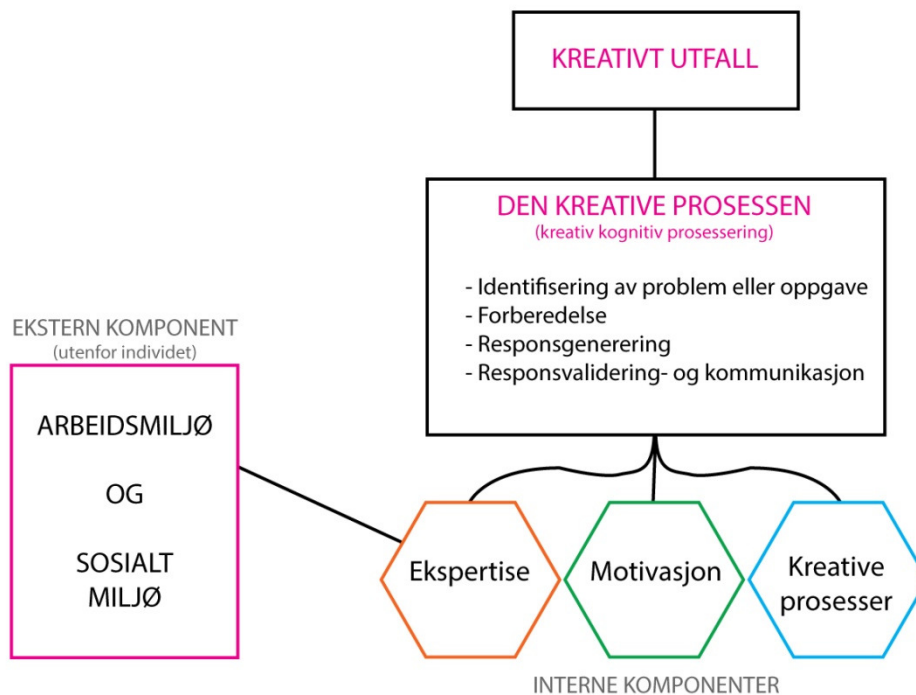 KREATIVT UTFALL
DEN KREATIVE PROSESSEN
(kreativ kognitiv prosessering)
- Identifisering av problem eller oppgave
- Forberedelse
- Responsgenerering
- Responsvalidering- og kommunikasjon
EKSTERN KOMPONENT
(utenfor individet)
ARBEIDSMILJØ
OG
SOSIALT
MILJØ
Ekspertise
Motivasjon
Kreative
prosesser
INTERNE KOMPONENTER